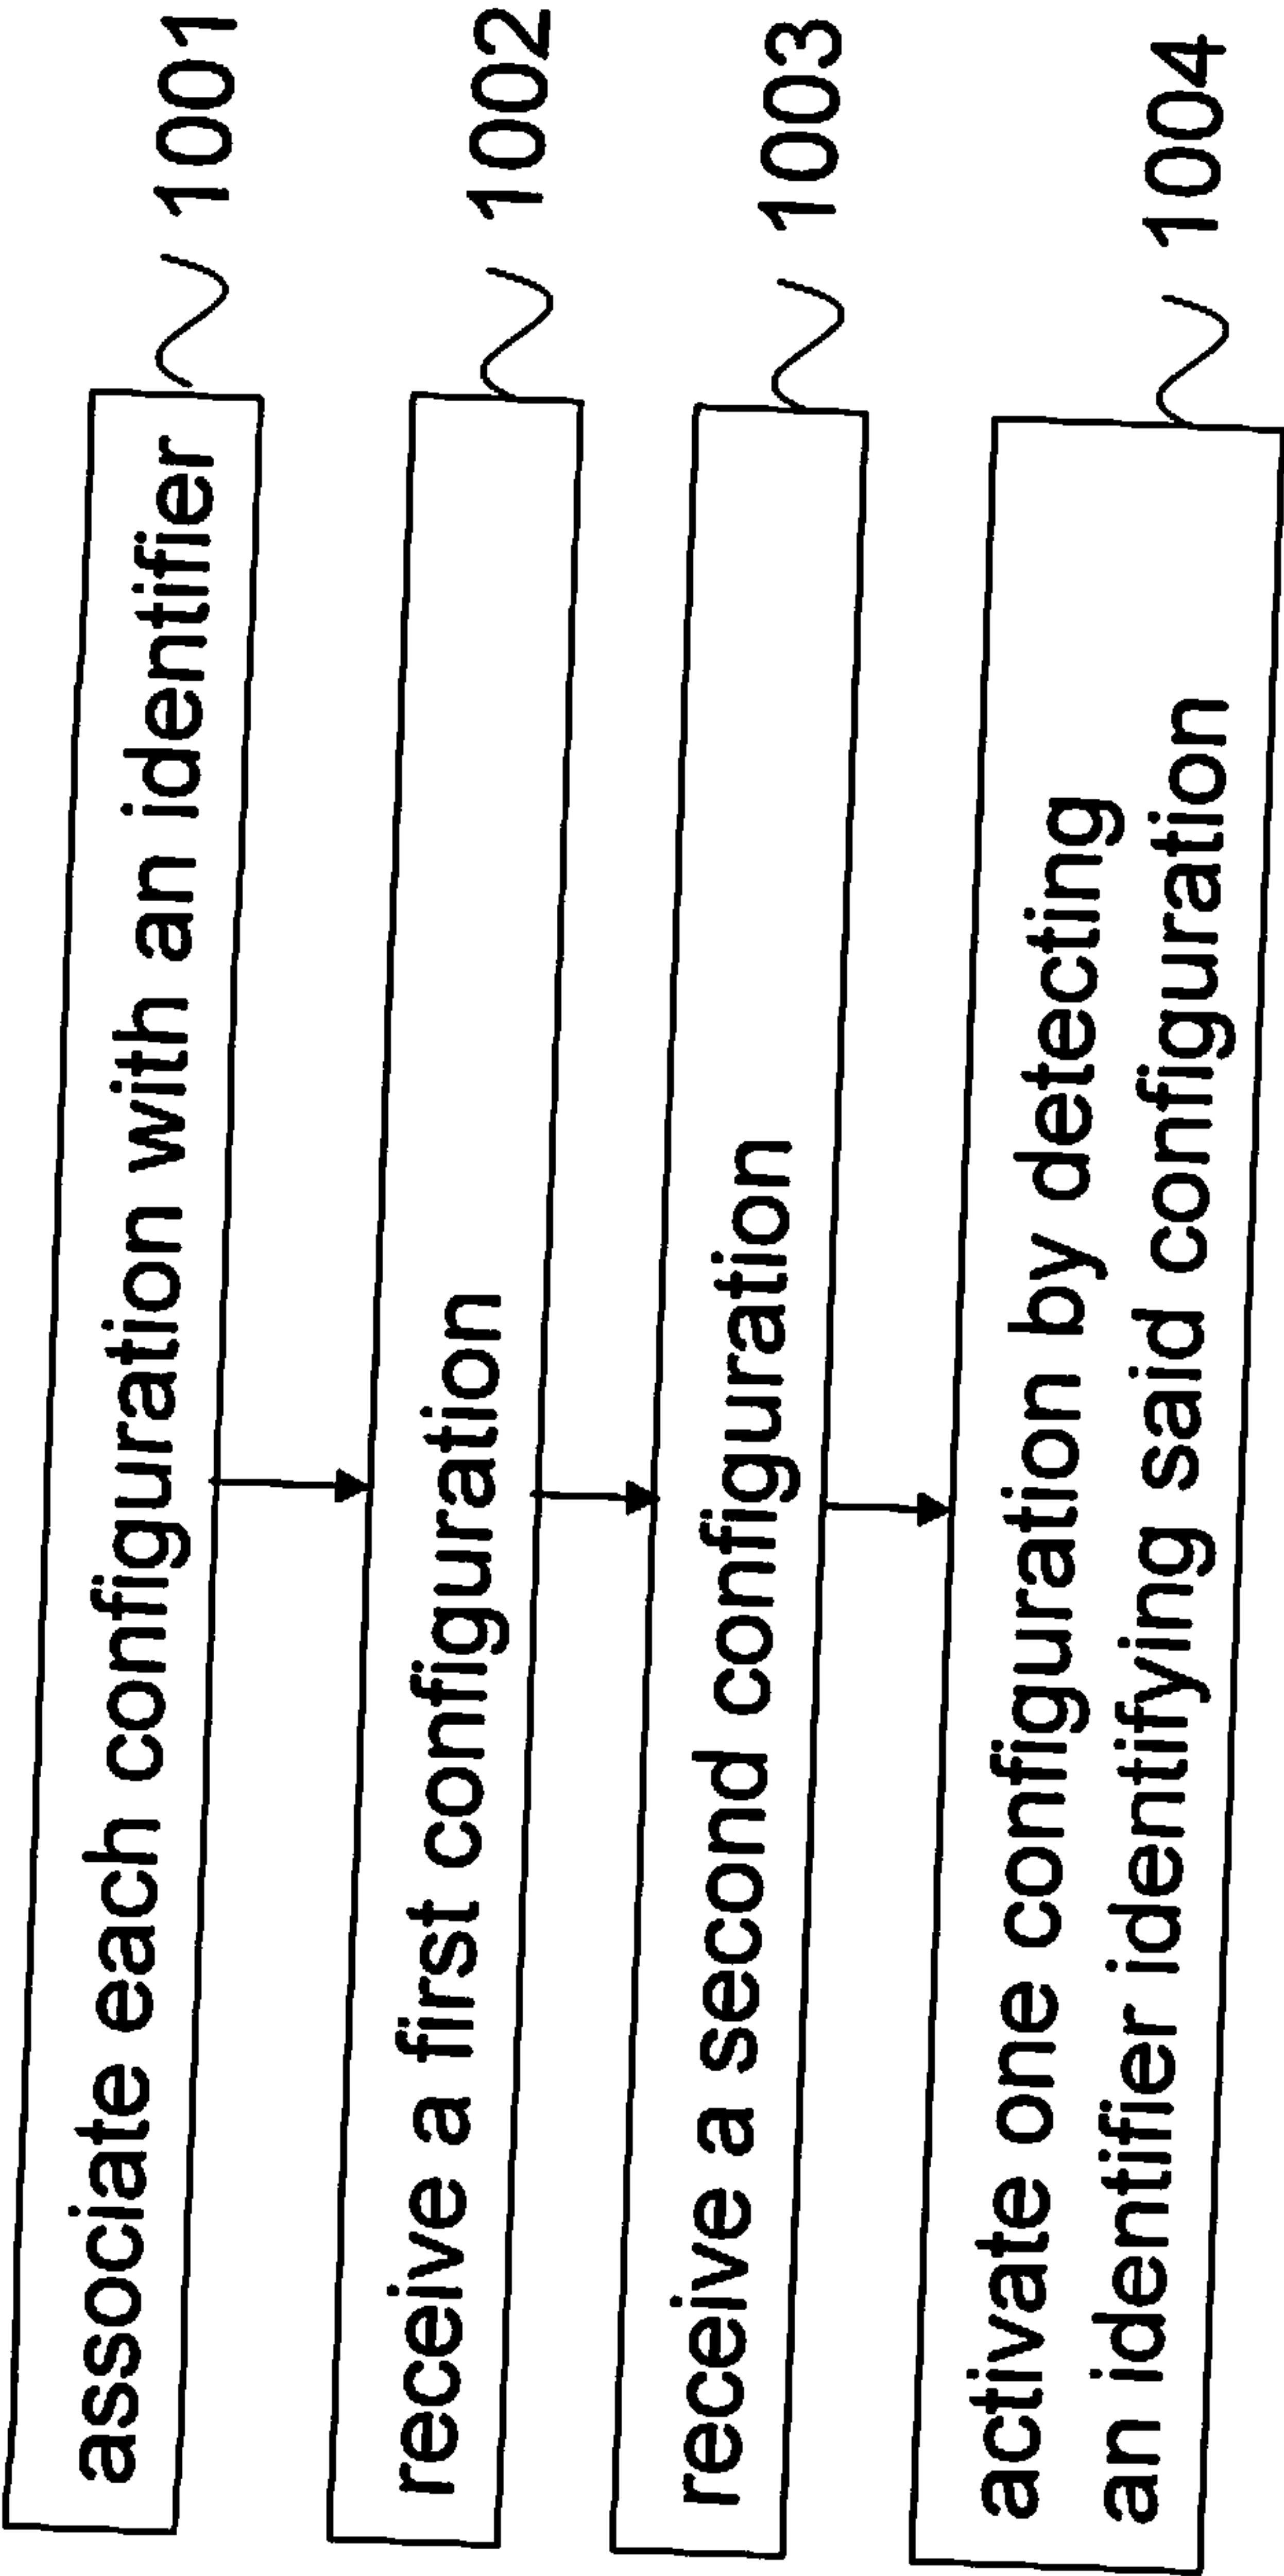 associate each configuration with an identifier 1001
receive a first configuration 1002
receive a second configuration 1003
activate one configuration by detecting
an identifier identifying said configuration 1004